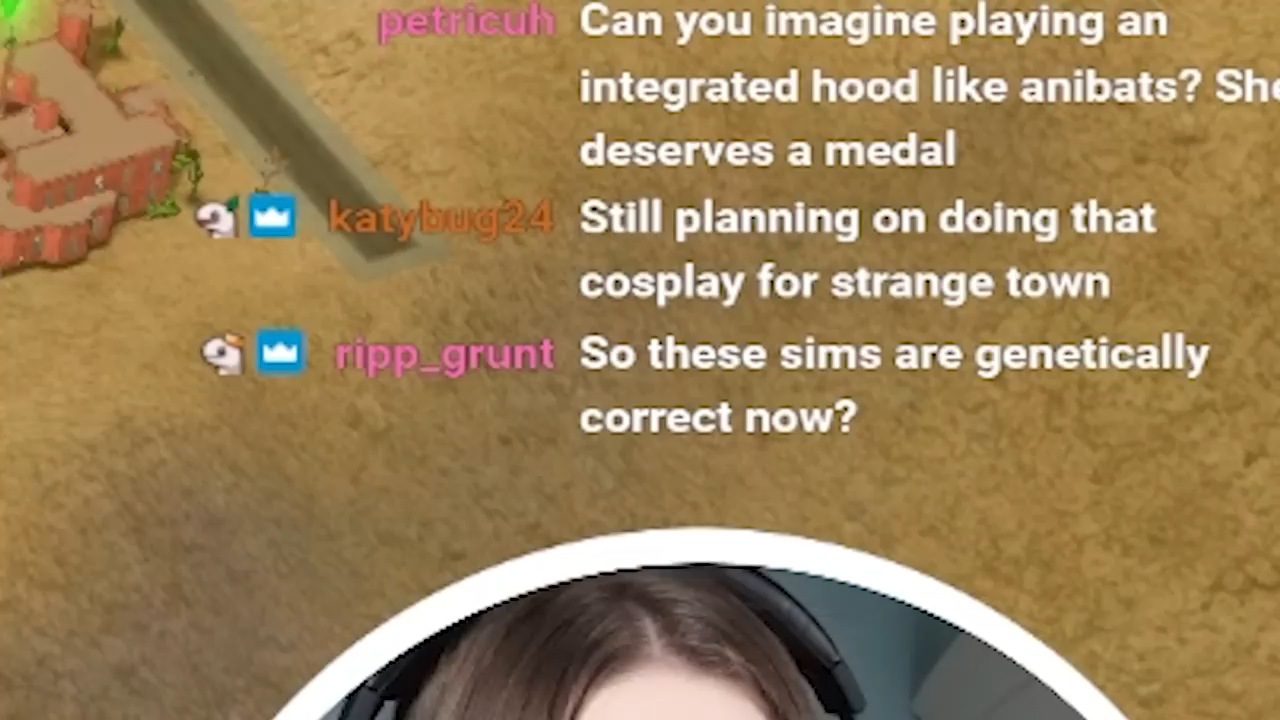 petricuh Can you imagine playing an
integrated hood like anibats? She
deserves a medal
katybug24 Still planning on doing that
cosplay for strange town
ripp_grunt So these sims are genetically
correct now?